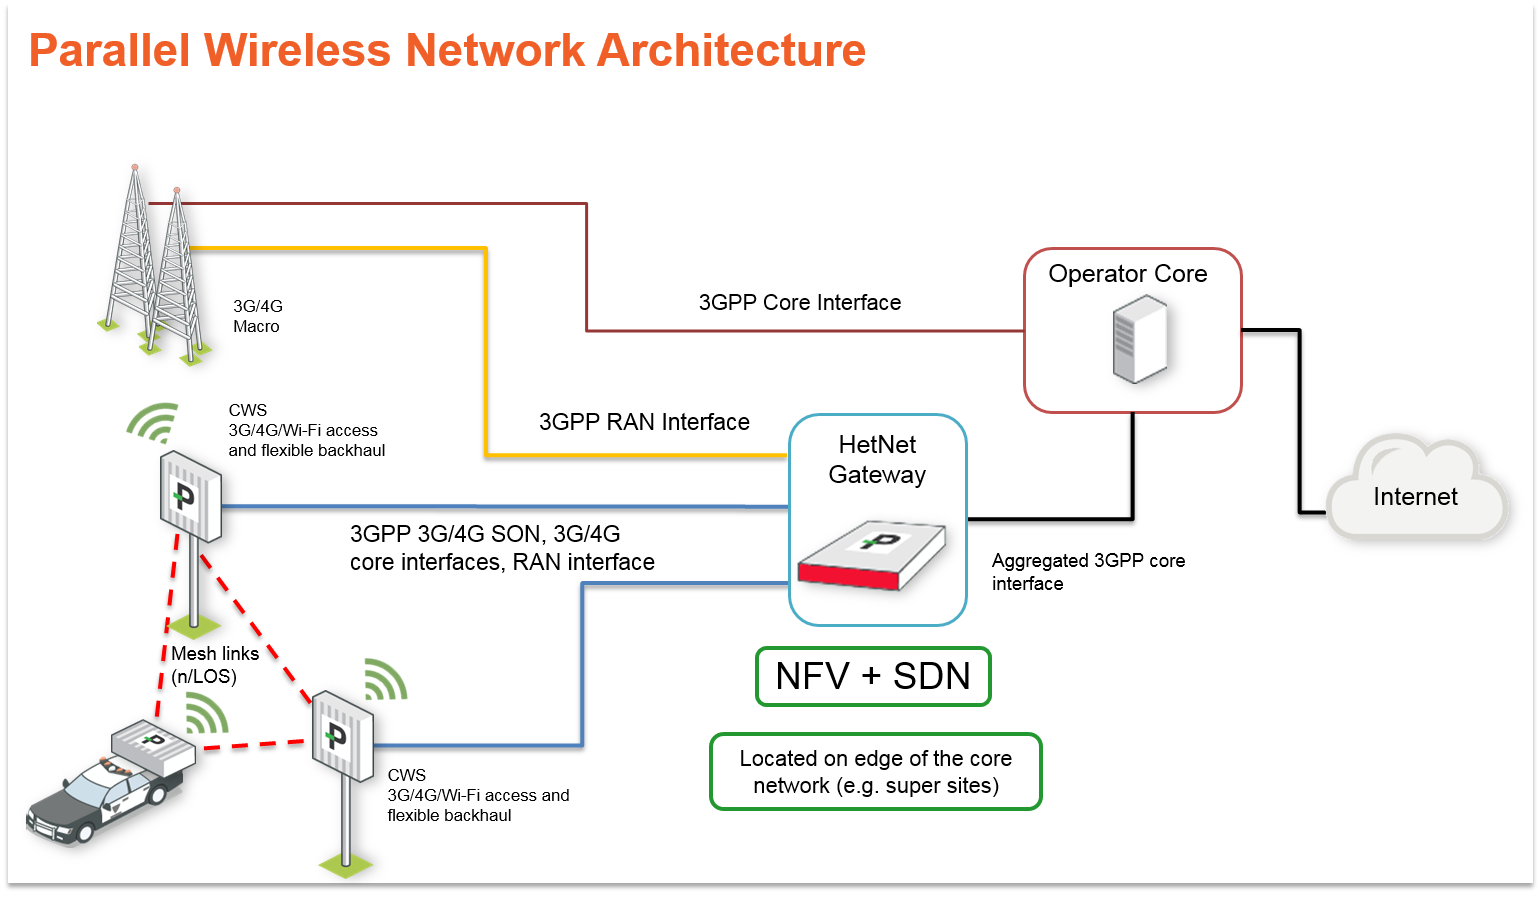 Parallel Wireless Network Architecture
3G/4G
Macro
3GPP Core Interface
Operator Core
CWS
3G/4G/Wi-Fi access
and flexible backhaul
3GPP RAN Interface
HetNet
Gateway
Internet
P
3GPP 3G/4G SON, 3G/4G
core interfaces, RAN interface
P
Aggregated 3GPP core
interface
Mesh links
(n/LOS)
NFV + SDN
P
P
Located on edge of the core
network (e.g. super sites)
CWS
3G/4G/Wi-Fi access and
flexible backhaul